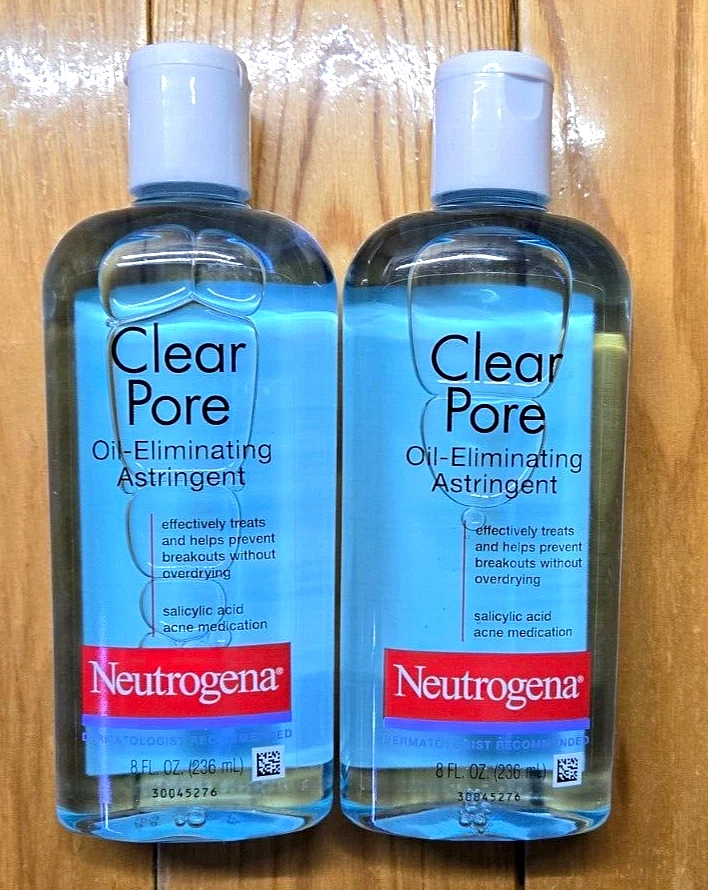 Clear
Pore
Oil-Eliminating
Astringent
effectively treats
and helps prevent
breakouts without
overdrying
salicylic acid
acne medication
Neutrogena®
DERMATOLOGIST RECOMMENDED
8 FL. OZ. (236 mL)
30045276
Clear
Pore
Oil-Eliminating
Astringent
effectively treats
and helps prevent
breakouts without
overdrying
salicylic acid
acne medication
Neutrogena®
DERMATOLOGIST RECOMMENDED
8 FL. OZ. (236 mL)
30045276